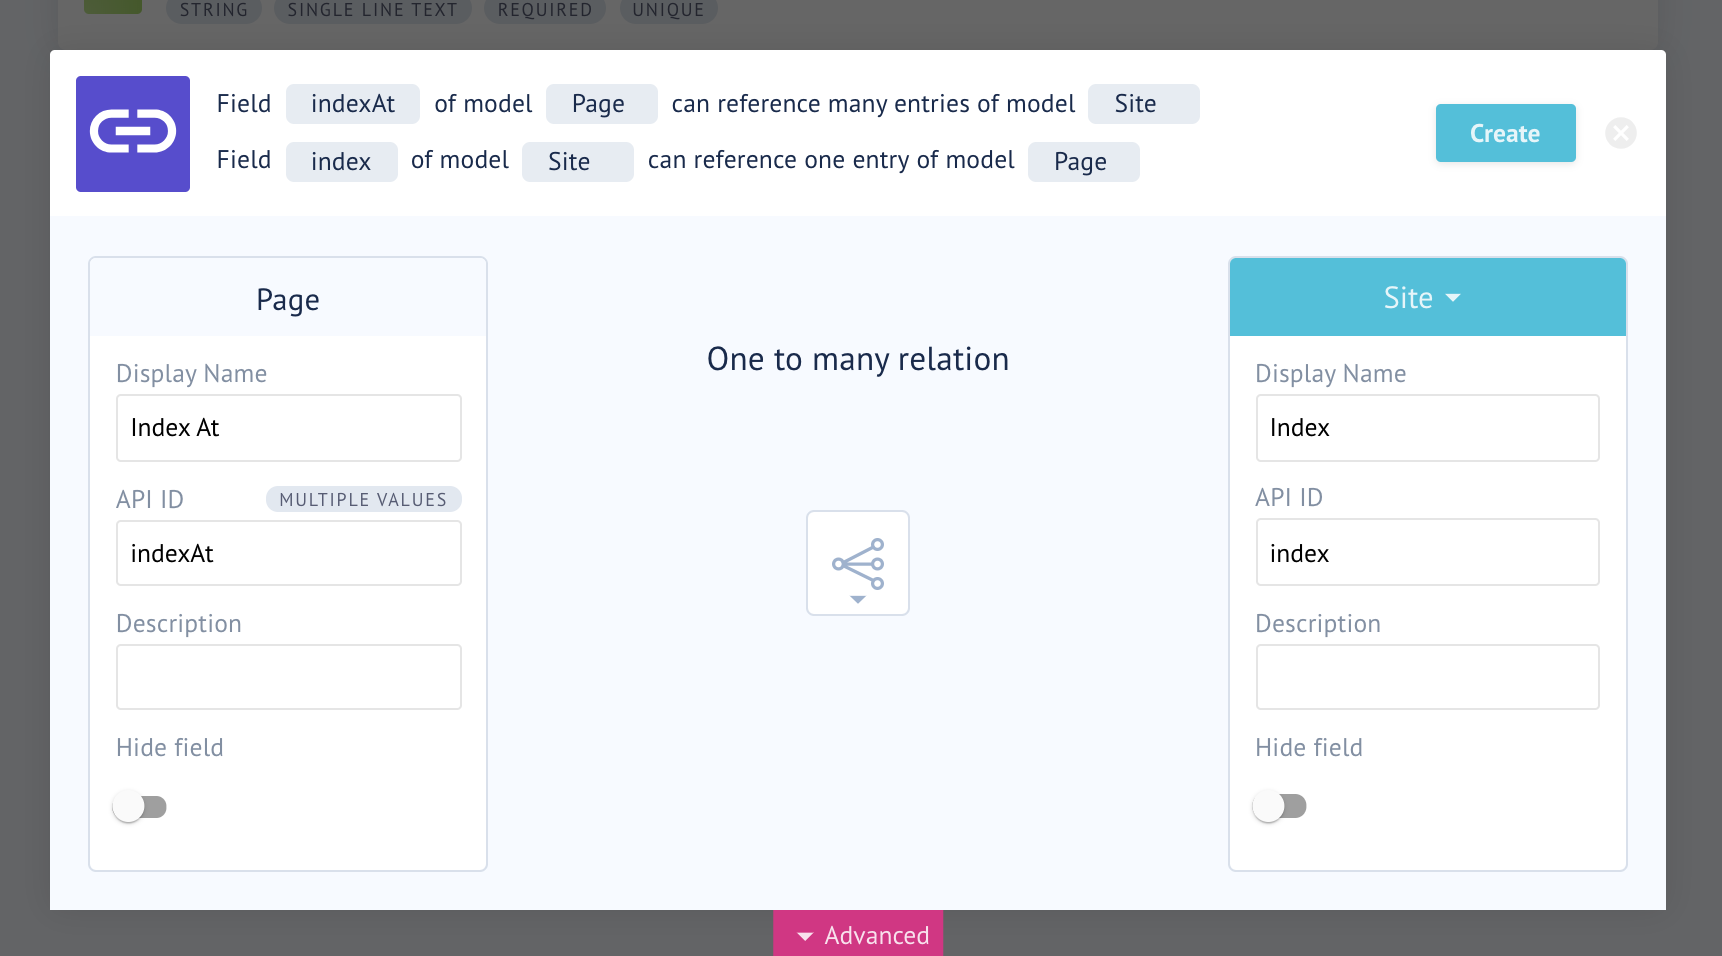 STRING SINGLE LINE TEXT REQUIRED UNIQUE
Field indexAt of model Page can reference many entries of model Site
Field index of model Site can reference one entry of model Page
Create
Page
Display Name
Index At
API ID MULTIPLE VALUES
indexAt
Description
Hide field
One to many relation
Site
Display Name
Index
API ID
index
Description
Hide field
Advanced